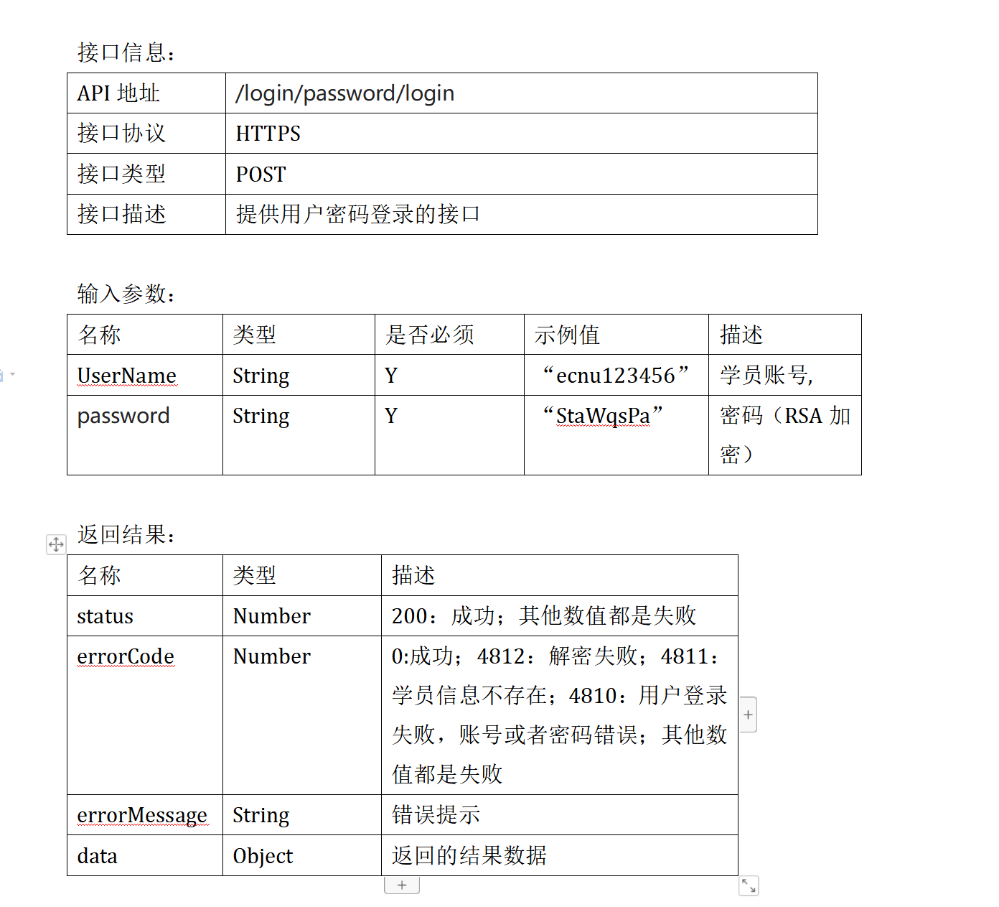 接口信息：
API 地址 /login/password/login
接口协议 HTTPS
接口类型 POST
接口描述 提供用户密码登录的接口
输入参数：
名称 类型 是否必须 示例值 描述
UserName String Y “ecnu123456” 学员账号,
password String Y “StaWqsPa” 密码（RSA 加
密）
返回结果：
名称 类型 描述
status Number 200：成功；其他数值都是失败
errorCode Number 0:成功；4812：解密失败；4811：
学员信息不存在；4810：用户登录
失败，账号或者密码错误；其他数
值都是失败
errorMessage String 错误提示
data Object 返回的结果数据